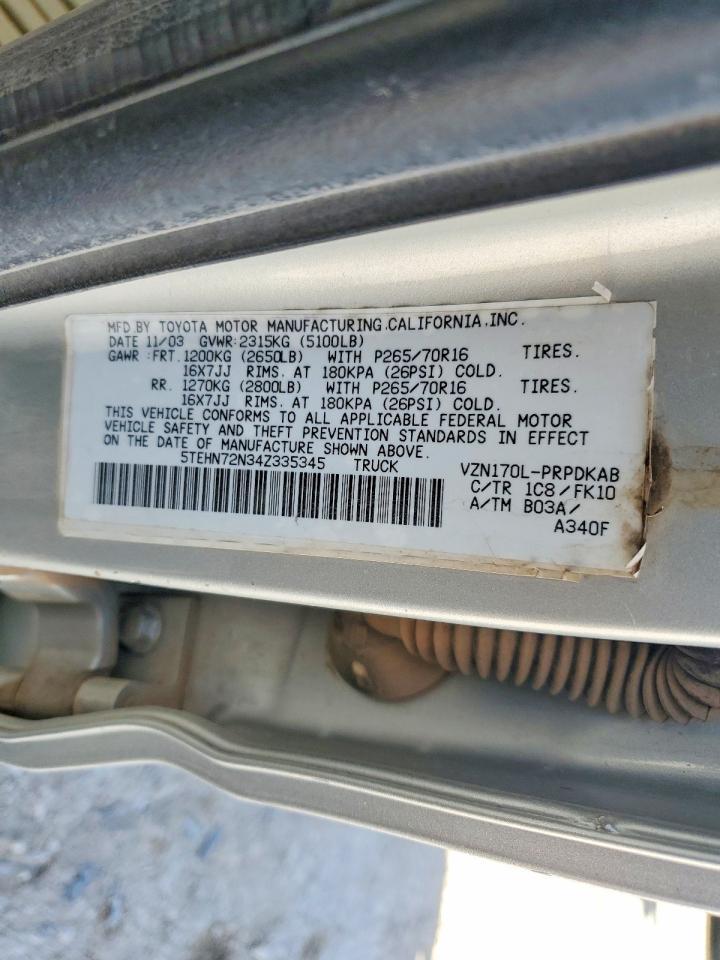 MFD.BY TOYOTA MOTOR MANUFACTURING.CALIFORNIA.INC.
DATE 11/03 GVWR:2315KG (5100LB)
GAWR :FRT.1200KG (2650LB) WITH P265/70R16 TIRES.
16X7JJ RIMS. AT 180KPA (26PSI) COLD.
RR. 1270KG (2800LB) WITH P265/70R16 TIRES.
16X7JJ RIMS. AT 180KPA (26PSI) COLD.
THIS VEHICLE CONFORMS TO ALL APPLICABLE FEDERAL MOTOR
VEHICLE SAFETY AND THEFT PREVENTION STANDARDS IN EFFECT
ON THE DATE OF MANUFACTURE SHOWN ABOVE.
5TEHN72N34Z335345 TRUCK VZN170L-PRPDKAB
C/TR 1C8/FK10
A/TM B03A/
A340F